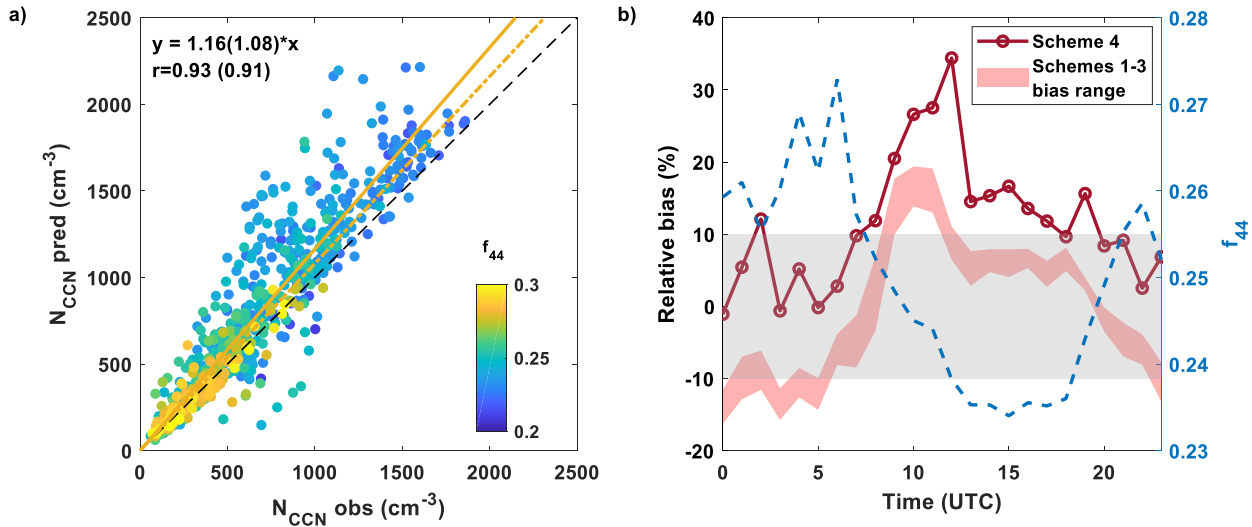 a)
y = 1.16(1.08)*x
r=0.93 (0.91)
2500
2000
1500
1000
500
0
N_CCN pred (cm^-3)
0 500 1000 1500 2000 2500
N_CCN obs (cm^-3)
f_44
0.3
0.25
0.2
b)
Scheme 4
Schemes 1-3
bias range
40
30
20
10
0
-10
-20
Relative bias (%)
0 5 10 15 20
Time (UTC)
0.28
0.27
0.26
0.25
0.24
0.23
f_44